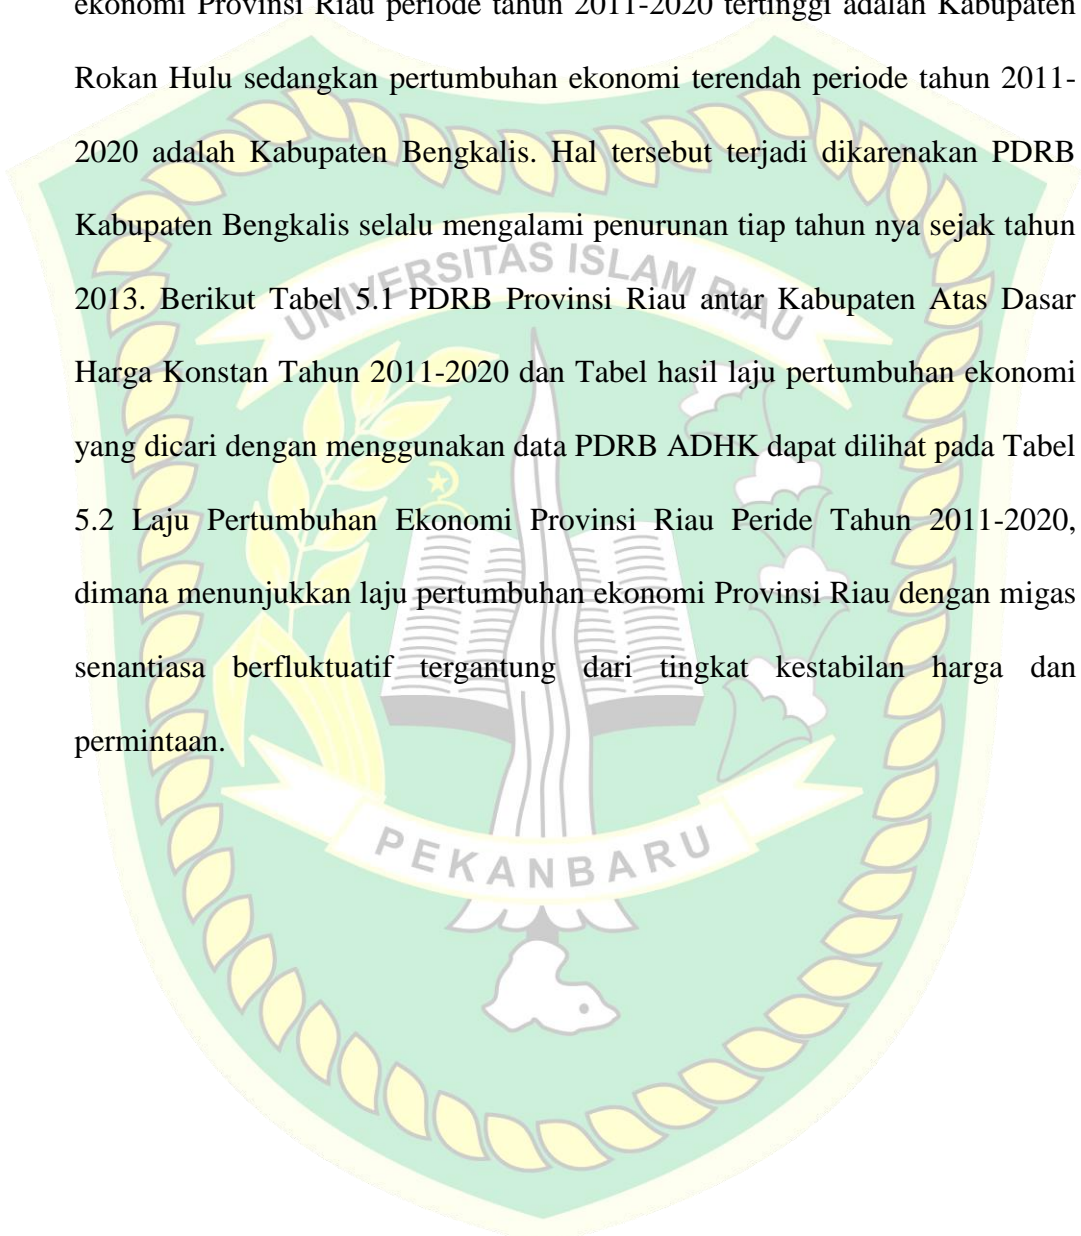 ekonomi Provinsi Riau periode tahun 2011-2020 tertinggi adalah Kabupaten
Rokan Hulu sedangkan pertumbuhan ekonomi terendah periode tahun 2011-
2020 adalah Kabupaten Bengkalis. Hal tersebut terjadi dikarenakan PDRB
Kabupaten Bengkalis selalu mengalami penurunan tiap tahun nya sejak tahun
UNIVERSITAS ISLAM RIAU
2013. Berikut Tabel 5.1 PDRB Provinsi Riau antar Kabupaten Atas Dasar
Harga Konstan Tahun 2011-2020 dan Tabel hasil laju pertumbuhan ekonomi
yang dicari dengan menggunakan data PDRB ADHK dapat dilihat pada Tabel
5.2 Laju Pertumbuhan Ekonomi Provinsi Riau Peride Tahun 2011-2020,
dimana menunjukkan laju pertumbuhan ekonomi Provinsi Riau dengan migas
senantiasa berfluktuatif tergantung dari tingkat kestabilan harga dan
permintaan.
PEKANBARU